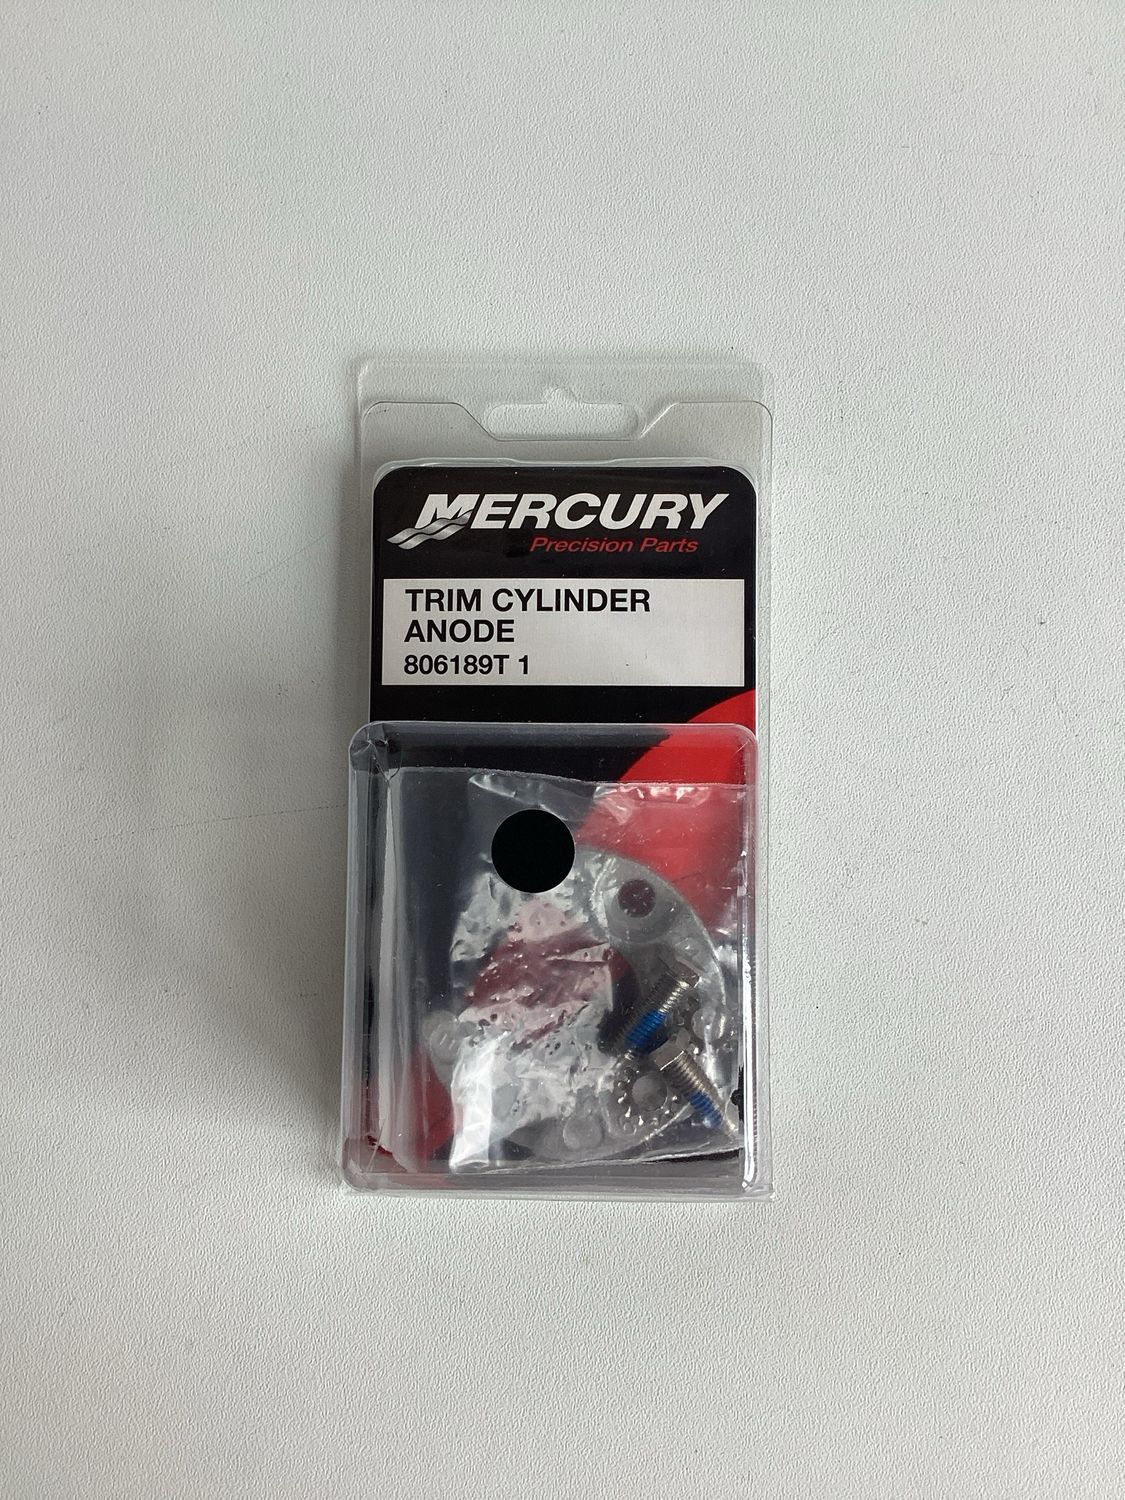 MERCURY
Precision Parts
TRIM CYLINDER
ANODE
806189T 1